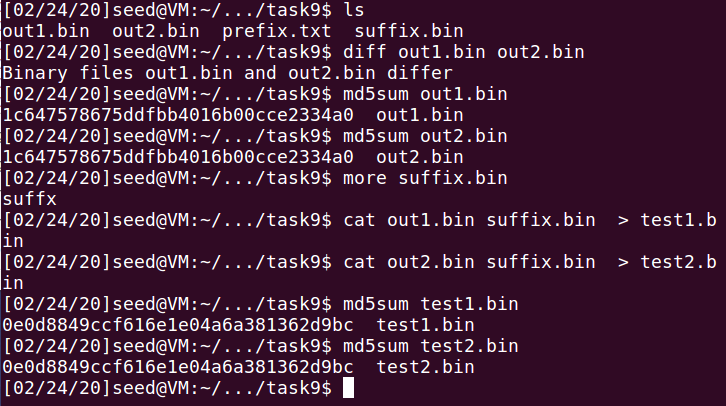 [02/24/20]seed@VM:~/.../task9$ ls
out1.bin  out2.bin  prefix.txt  suffix.bin
[02/24/20]seed@VM:~/.../task9$ diff out1.bin out2.bin
Binary files out1.bin and out2.bin differ
[02/24/20]seed@VM:~/.../task9$ md5sum out1.bin
1c647578675ddfbb4016b00cce2334a0  out1.bin
[02/24/20]seed@VM:~/.../task9$ md5sum out2.bin
1c647578675ddfbb4016b00cce2334a0  out2.bin
[02/24/20]seed@VM:~/.../task9$ more suffix.bin
suffx
[02/24/20]seed@VM:~/.../task9$ cat out1.bin suffix.bin  > test1.b
in
[02/24/20]seed@VM:~/.../task9$ cat out2.bin suffix.bin  > test2.b
in
[02/24/20]seed@VM:~/.../task9$ md5sum test1.bin
0e0d8849ccf616e1e04a6a381362d9bc  test1.bin
[02/24/20]seed@VM:~/.../task9$ md5sum test2.bin
0e0d8849ccf616e1e04a6a381362d9bc  test2.bin
[02/24/20]seed@VM:~/.../task9$